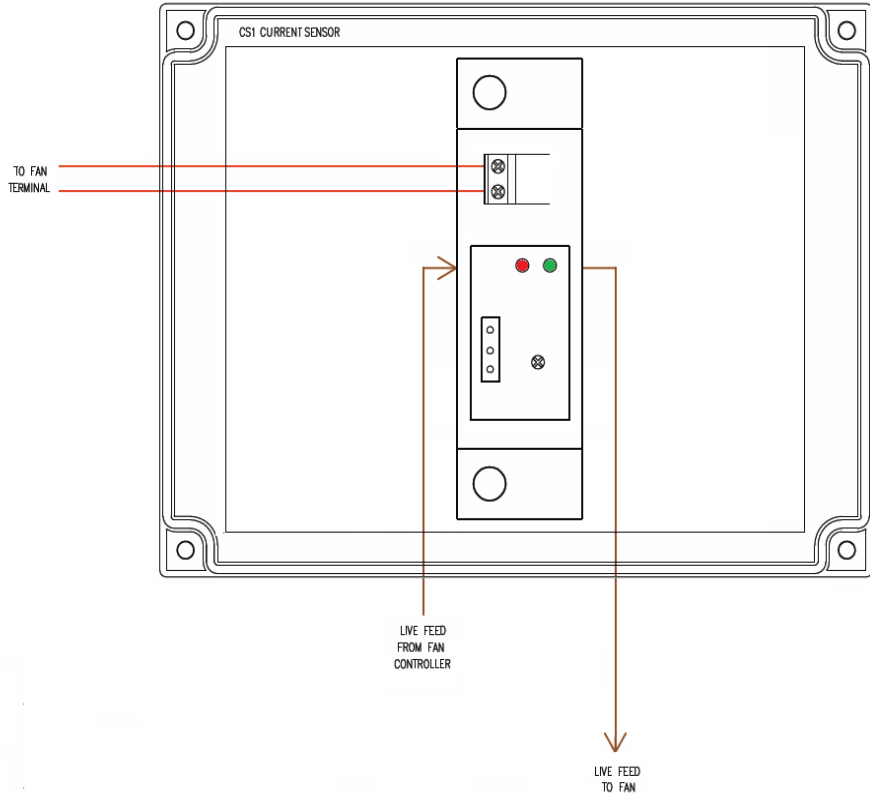 CS1 CURRENT SENSOR
TO FAN
TERMINAL
LIVE FEED
FROM FAN
CONTROLLER
LIVE FEED
TO FAN